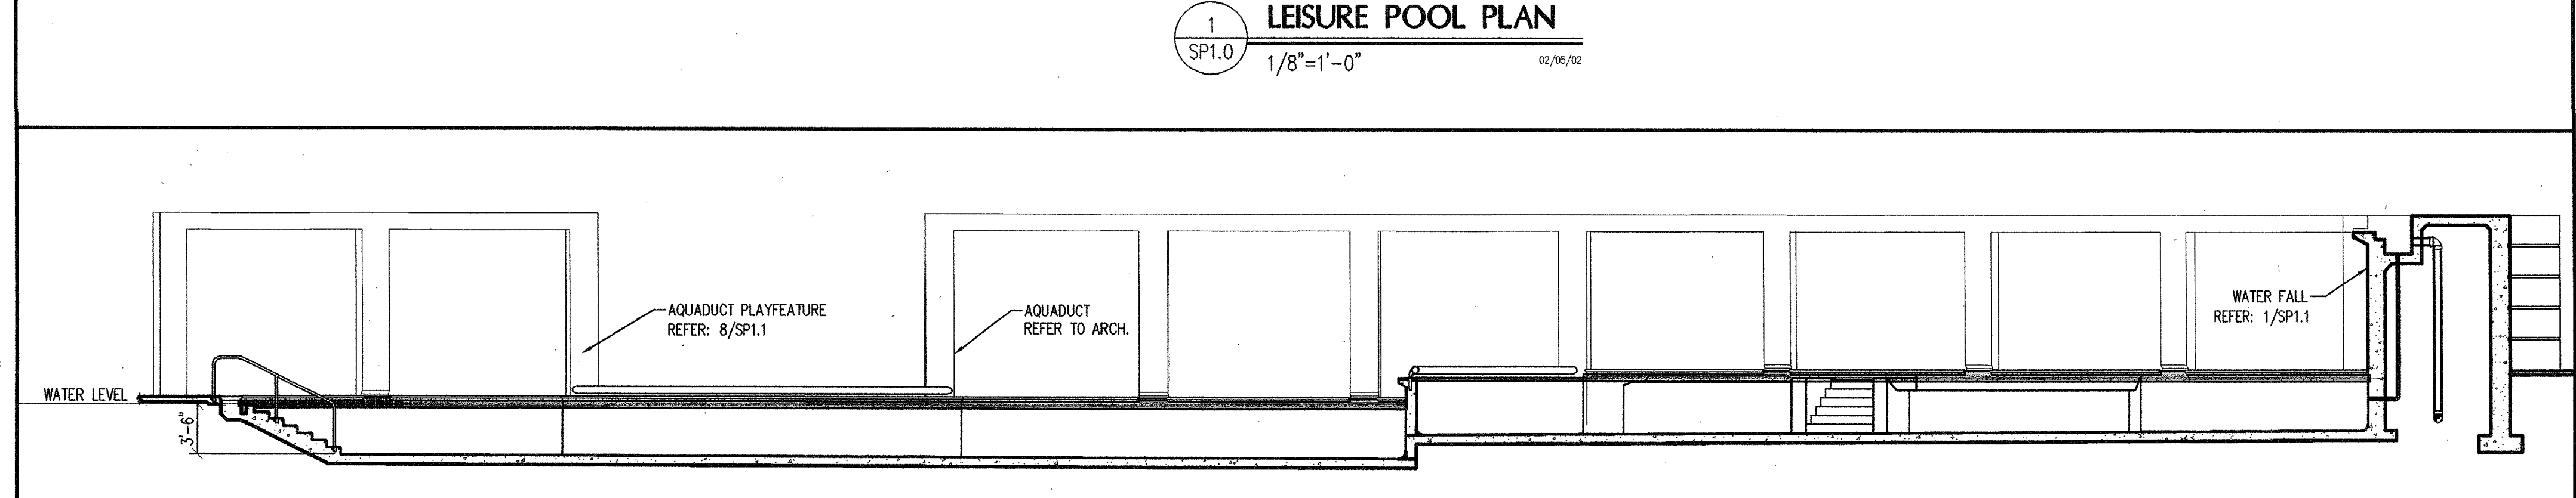 1
SP1.0
LEISURE POOL PLAN
1/8"=1'-0"
02/05/02
AQUADUCT PLAYFEATURE
REFER: 8/SP1.1
AQUADUCT
REFER TO ARCH.
WATER FALL
REFER: 1/SP1.1
WATER LEVEL
3'-6"